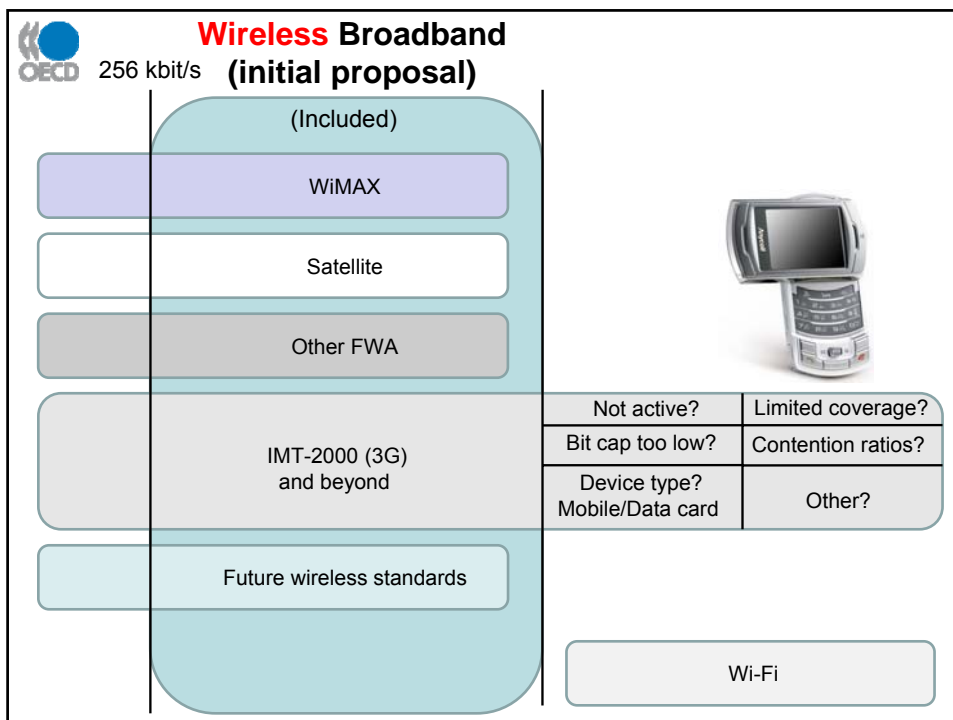 Wireless Broadband
OECD
256 kbit/s
(initial proposal)
(Included)
WiMAX
Satellite
Other FWA
IMT-2000 (3G)
and beyond
Not active?
Limited coverage?
Bit cap too low?
Contention ratios?
Device type?
Mobile/Data card
Other?
Future wireless standards
Wi-Fi
Anycall